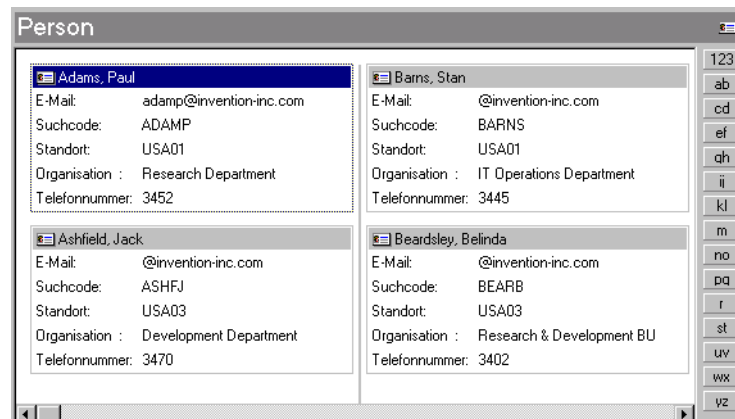 Person
Adams, Paul
E-Mail: adamp@invention-inc.com
Suchcode: ADAMP
Standort: USA01
Organisation : Research Department
Telefonnummer: 3452
Ashfield, Jack
E-Mail: @invention-inc.com
Suchcode: ASHFJ
Standort: USA03
Organisation : Development Department
Telefonnummer: 3470
Barns, Stan
E-Mail: @invention-inc.com
Suchcode: BARNS
Standort: USA01
Organisation : IT Operations Department
Telefonnummer: 3445
Beardsley, Belinda
E-Mail: @invention-inc.com
Suchcode: BEARB
Standort: USA03
Organisation : Research & Development BU
Telefonnummer: 3402
123
ab
cd
ef
gh
ij
kl
m
no
pq
r
st
uv
wx
yz